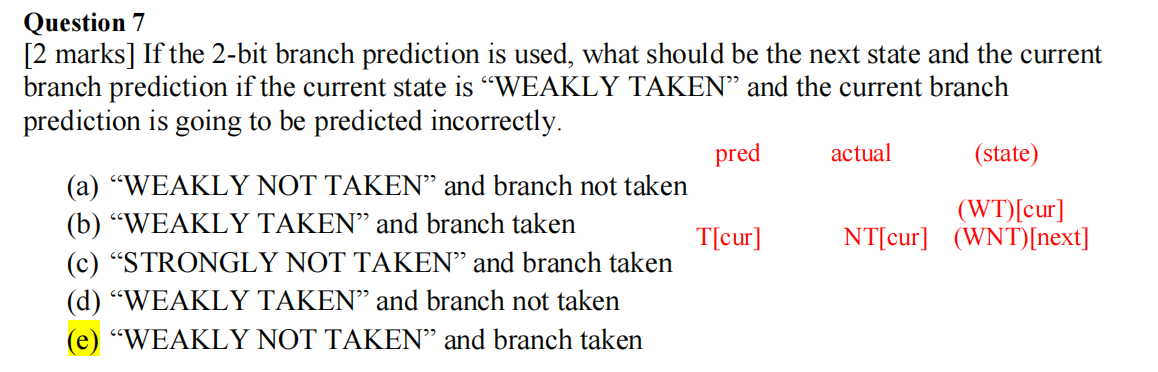 Question 7
[2 marks] If the 2-bit branch prediction is used, what should be the next state and the current
branch prediction if the current state is “WEAKLY TAKEN” and the current branch
prediction is going to be predicted incorrectly.
pred actual (state)
(a) “WEAKLY NOT TAKEN” and branch not taken
(WT)[cur]
(b) “WEAKLY TAKEN” and branch taken
T[cur] NT[cur] (WNT)[next]
(c) “STRONGLY NOT TAKEN” and branch taken
(d) “WEAKLY TAKEN” and branch not taken
(e) “WEAKLY NOT TAKEN” and branch taken